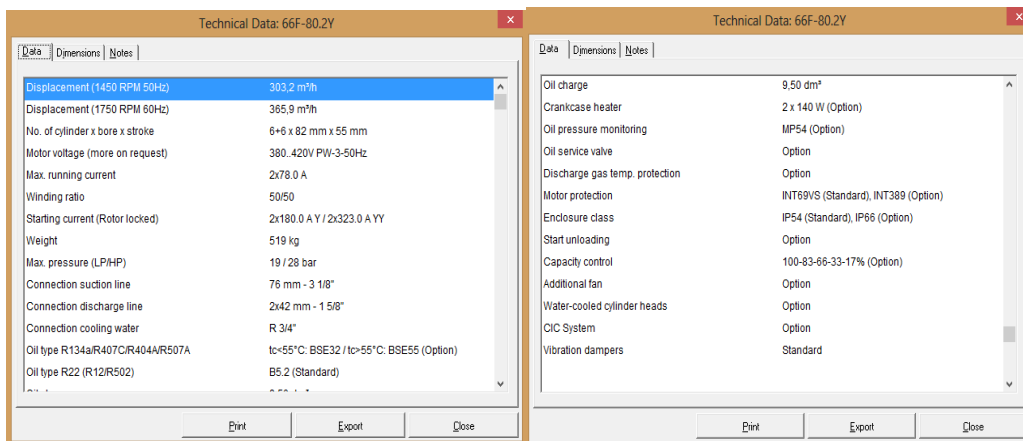 Technical Data: 66F-80.2Y
x
Data Dimensions Notes
Displacement (1450 RPM 50Hz) 303,2 m³/h
Displacement (1750 RPM 60Hz) 365,9 m³/h
No. of cylinder x bore x stroke 6+6 x 82 mm x 55 mm
Motor voltage (more on request) 380..420V PW-3-50Hz
Max. running current 2x78.0 A
Winding ratio 50/50
Starting current (Rotor locked) 2x180.0 A Y / 2x323.0 A YY
Weight 519 kg
Max. pressure (LP/HP) 19 / 28 bar
Connection suction line 76 mm - 3 1/8"
Connection discharge line 2x42 mm - 1 5/8"
Connection cooling water R 3/4"
Oil type R134a/R407C/R404A/R507A tc<55°C: BSE32 / tc>55°C: BSE55 (Option)
Oil type R22 (R12/R502) B5.2 (Standard)
Print Export Close
Technical Data: 66F-80.2Y
x
Data Dimensions Notes
Oil charge 9,50 dm³
Crankcase heater 2 x 140 W (Option)
Oil pressure monitoring MP54 (Option)
Oil service valve Option
Discharge gas temp. protection Option
Motor protection INT69VS (Standard), INT389 (Option)
Enclosure class IP54 (Standard), IP66 (Option)
Start unloading Option
Capacity control 100-83-66-33-17% (Option)
Additional fan Option
Water-cooled cylinder heads Option
CIC System Option
Vibration dampers Standard
Print Export Close